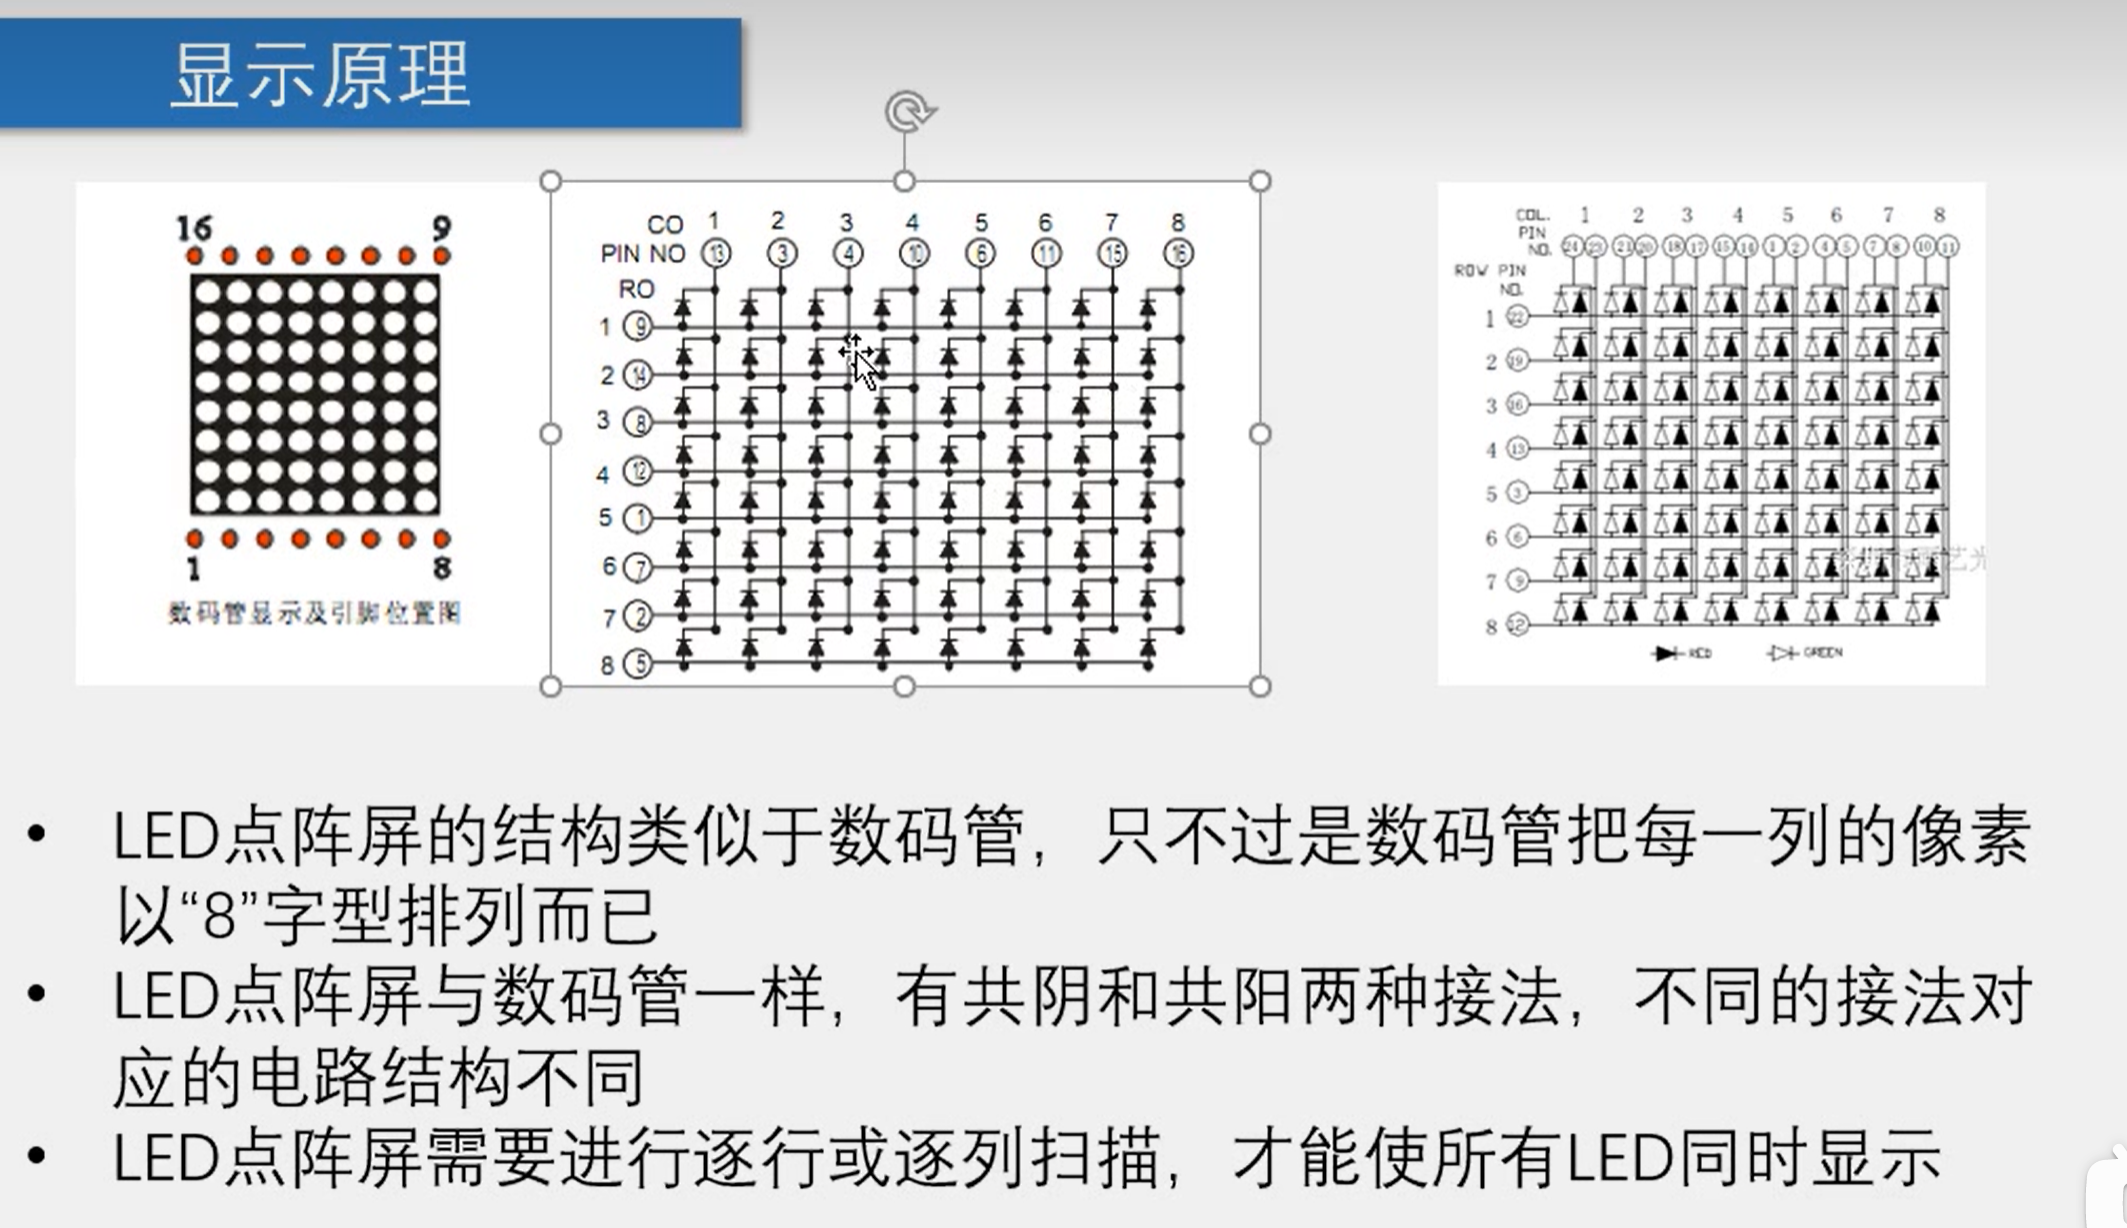 显示原理
16 9
1 8
数码管显示及引脚位置图
CO 1 2 3 4 5 6 7 8
PIN NO 13 3 4 10 6 11 15 16
RO
1 9
2 14
3 8
4 12
5 1
6 7
7 2
8 5
COL. 1 2 3 4 5 6 7 8
PIN
NO. 24 23 21 20 18 17 15 14 1 2 4 5 7 8 10 11
ROW PIN
NO.
1 22
2 19
3 16
4 13
5 3
6 6
7 9
8 12
RED GREEN
• LED点阵屏的结构类似于数码管，只不过是数码管把每一列的像素
以“8”字型排列而已
• LED点阵屏与数码管一样，有共阴和共阳两种接法，不同的接法对
应的电路结构不同
• LED点阵屏需要进行逐行或逐列扫描，才能使所有LED同时显示